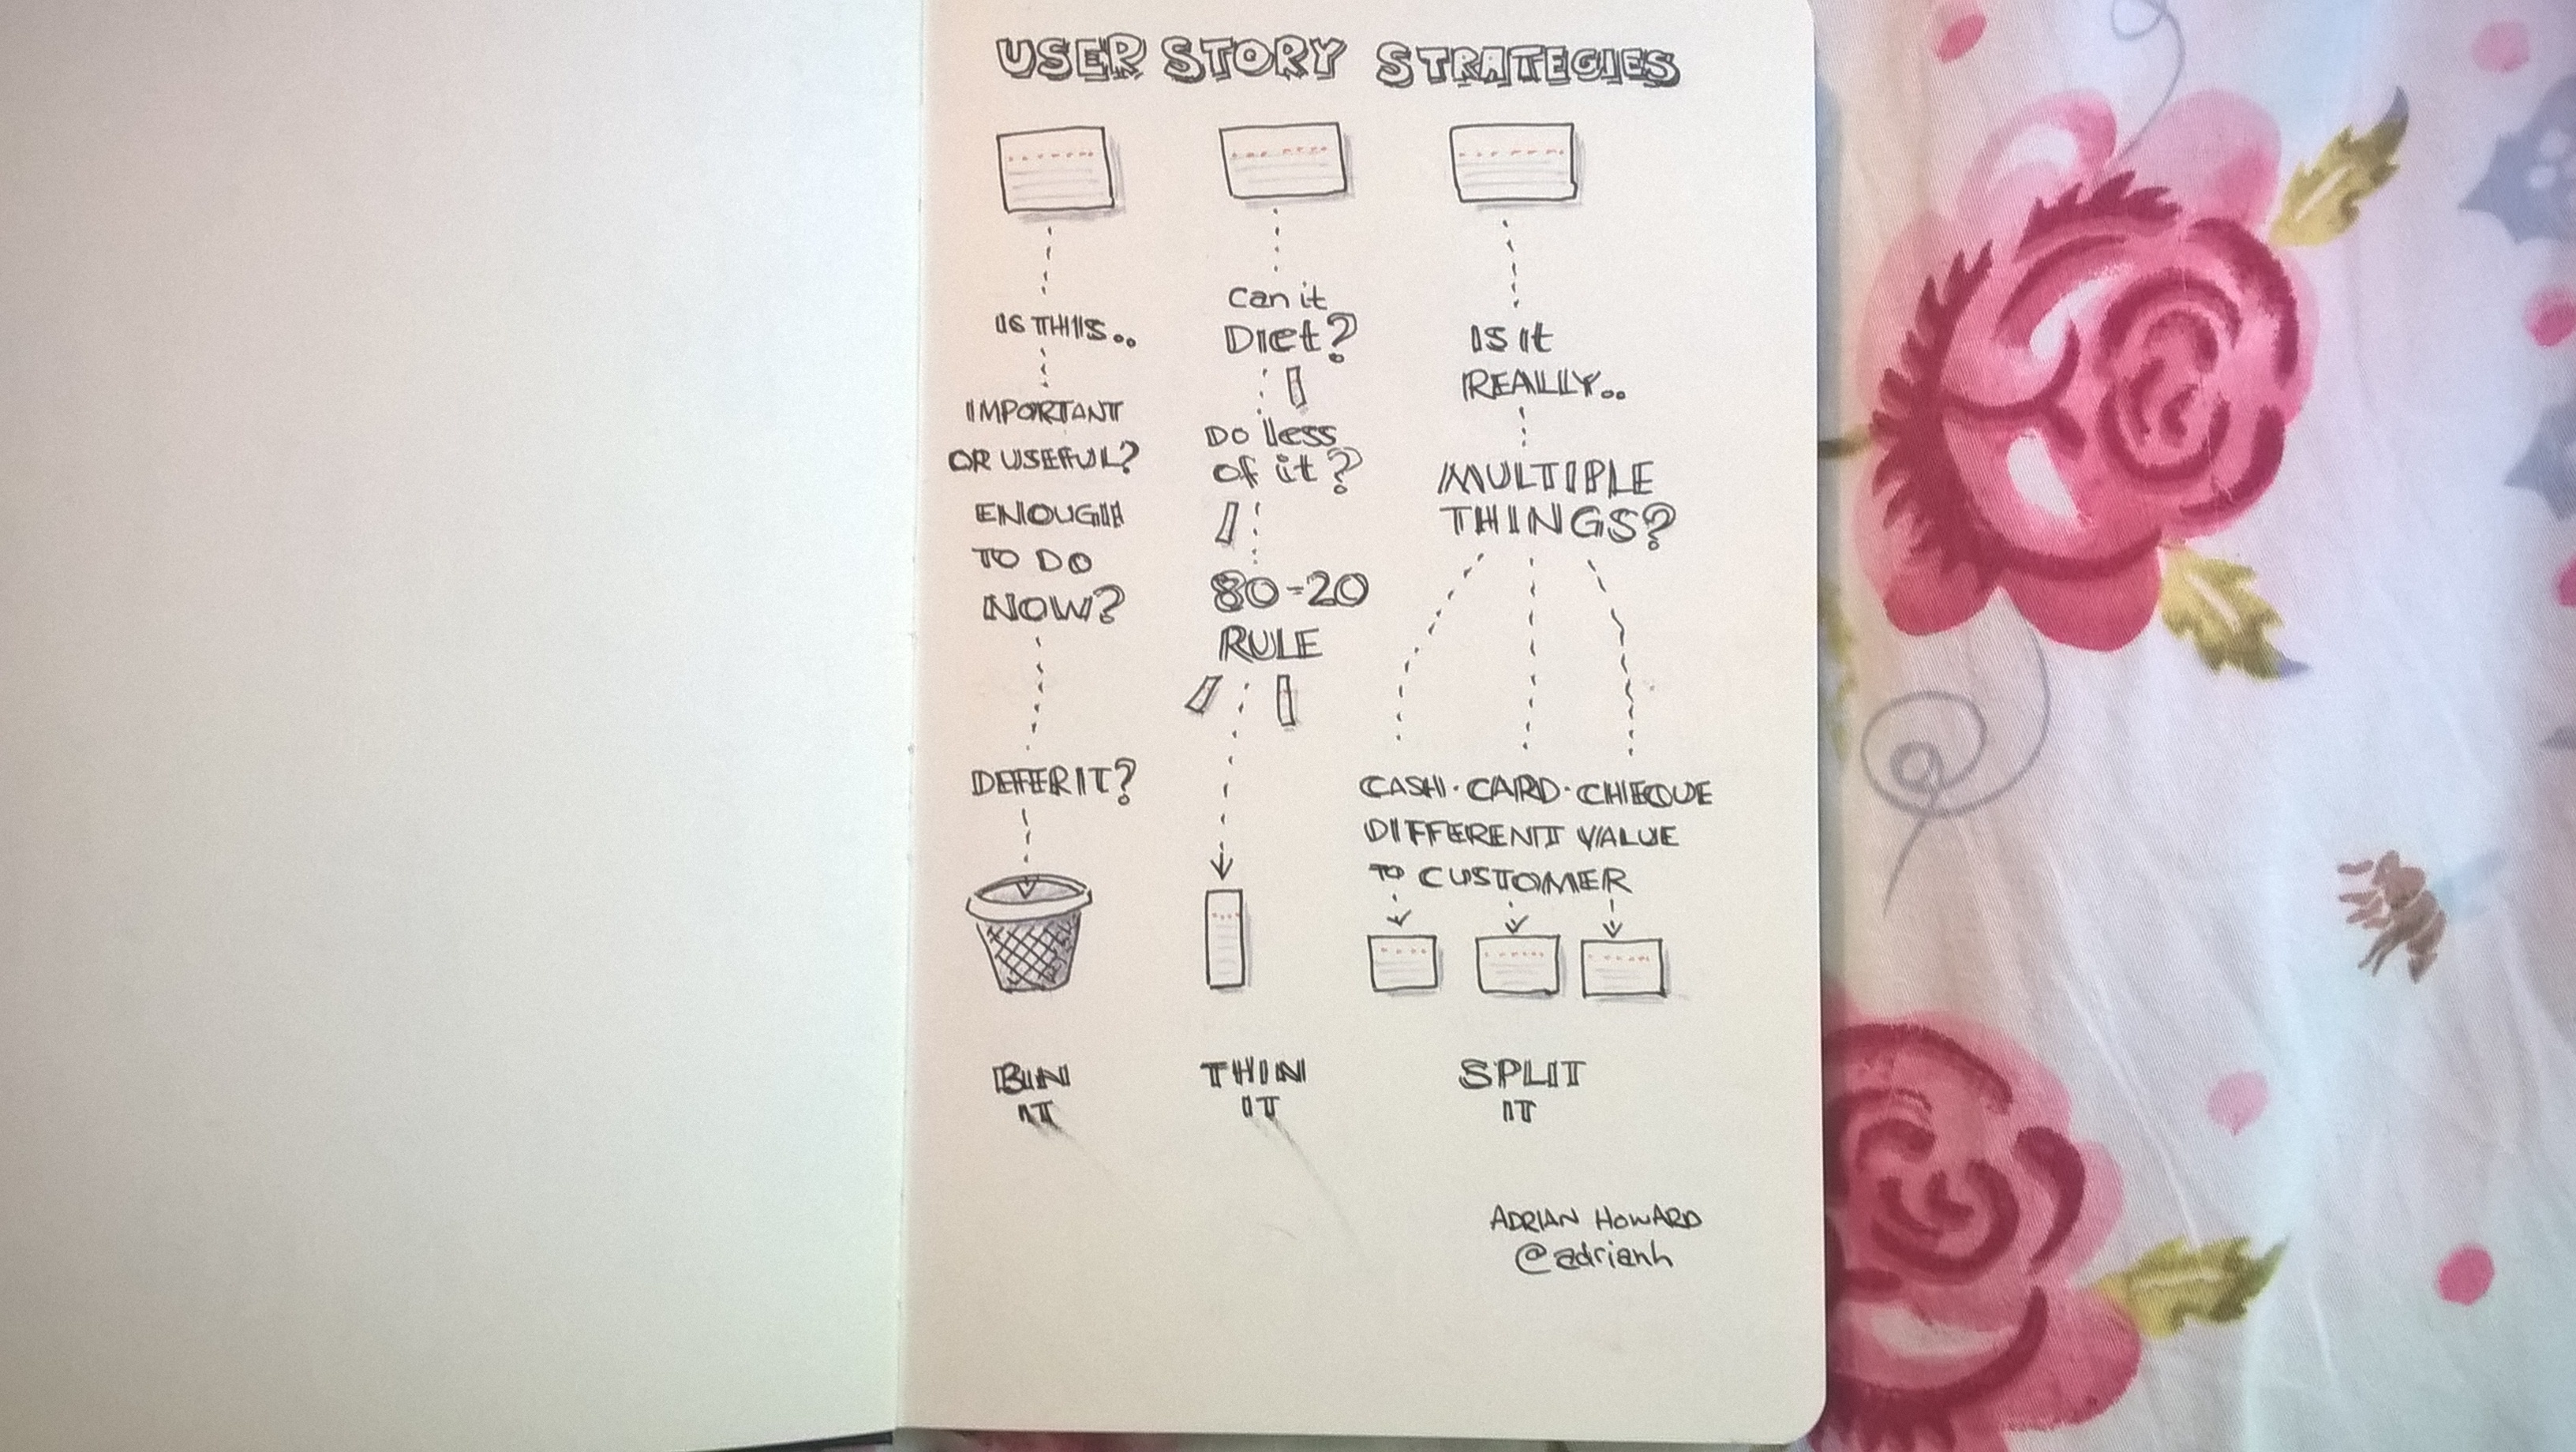 USER STORY STRATEGIES
IS THIS..
IMPORTANT
OR USEFUL?
ENOUGH
TO DO
NOW?
DEFER IT?
BIN
IT
Can it
Diet?
Do less
of it?
80-20
RULE
THIN
IT
IS It
REALLY..
MULTIPLE
THINGS?
CASH · CARD · CHEQUE
DIFFERENT VALUE
TO CUSTOMER
SPLIT
IT
ADRIAN HOWARD
@adrianh